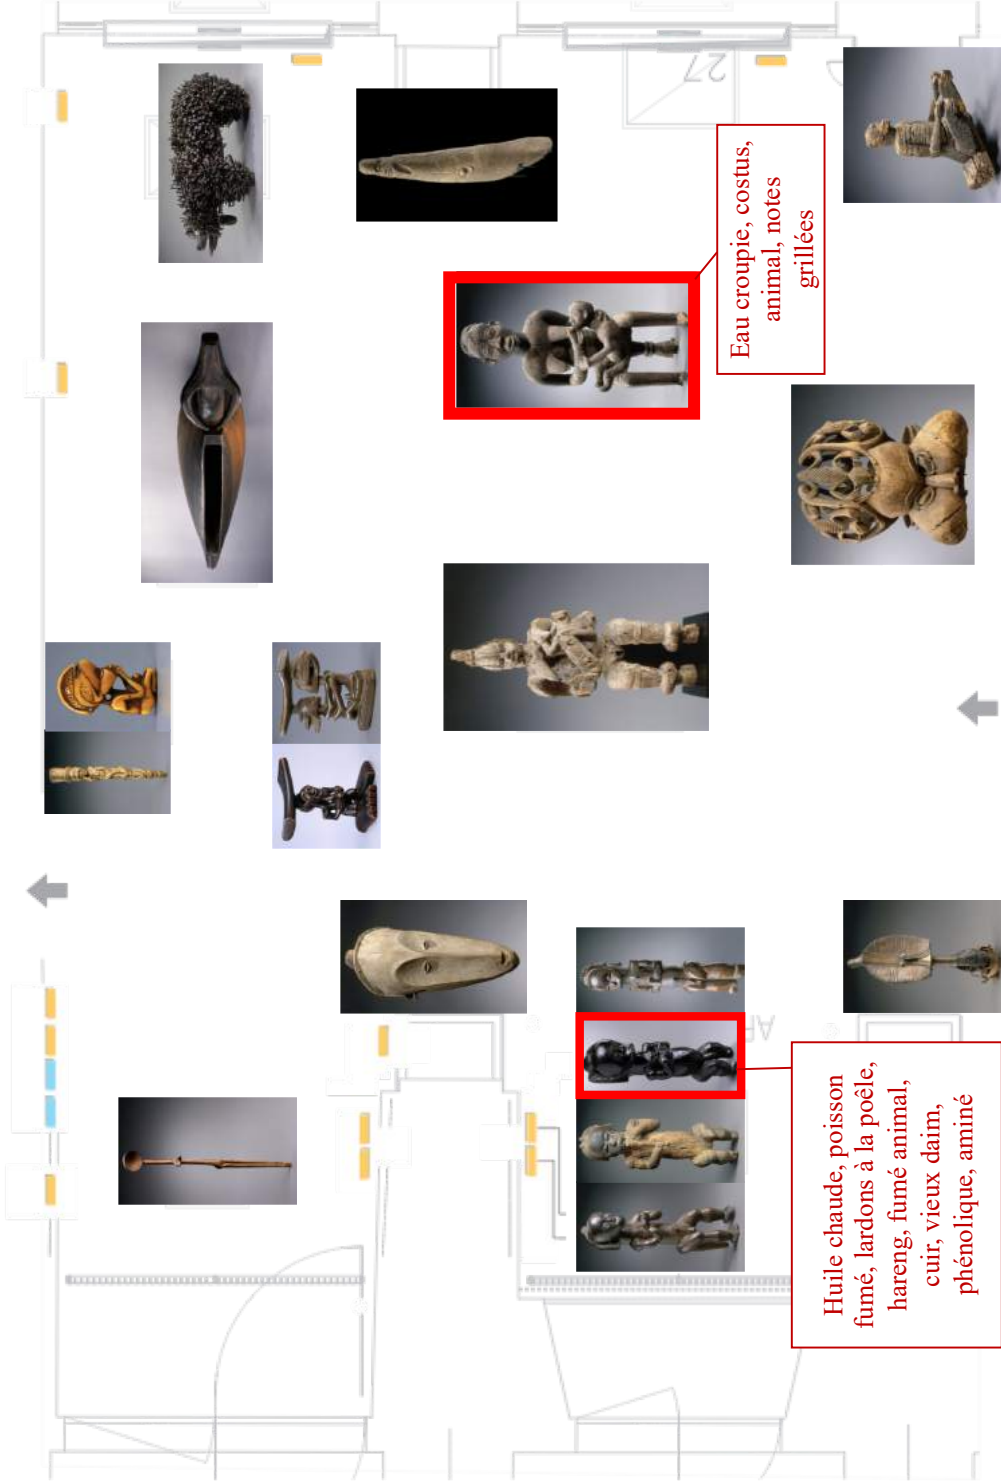 Eau croupie, costus,
animal, notes
grillées
Huile chaude, poisson
fumé, lardons à la poêle,
hareng, fumé animal,
cuir, vieux daim,
phénolique, aminé
27